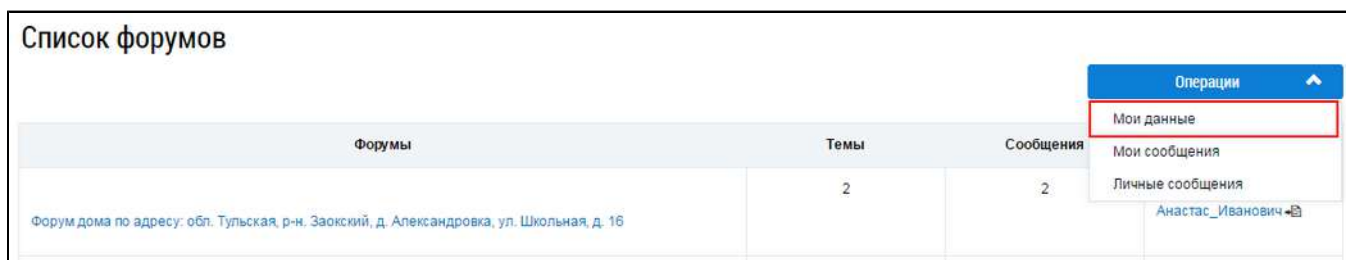 Список форумов
Операции
Мои данные
Форумы Темы Сообщения
Мои сообщения
2 2 Личные сообщения
Анастас_Иванович
Форум дома по адресу: обл. Тульская, р-н. Заокский, д. Александровка, ул. Школьная, д. 16